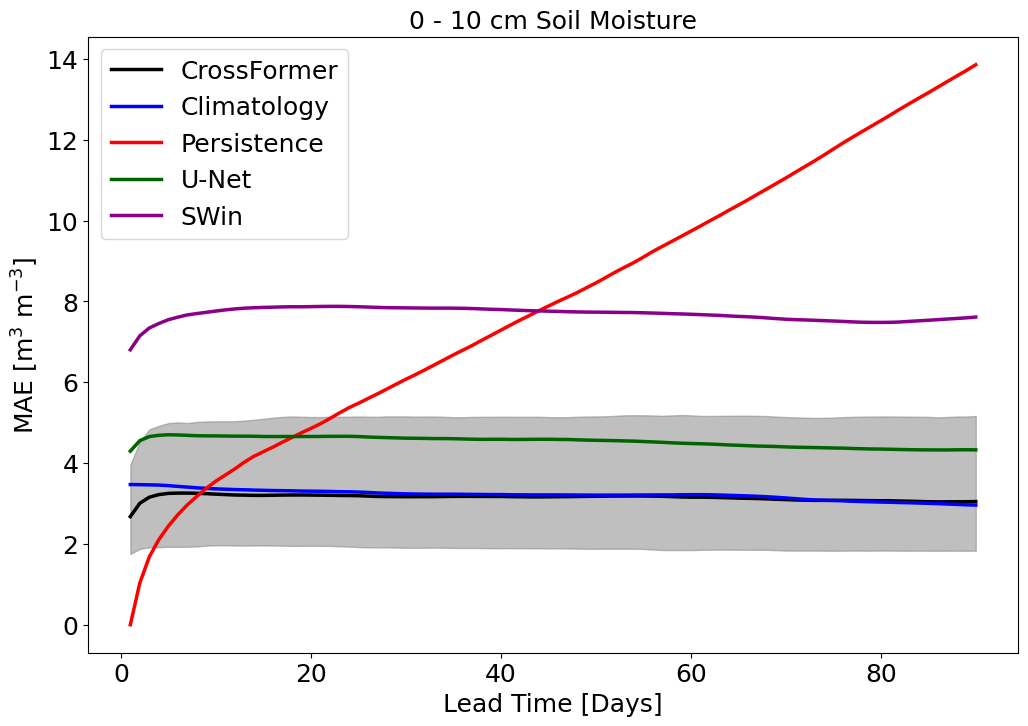 0 - 10 cm Soil Moisture
CrossFormer
Climatology
Persistence
U-Net
SWin
MAE [m³ m⁻³]
14
12
10
8
6
4
2
0
0 20 40 60 80
Lead Time [Days]